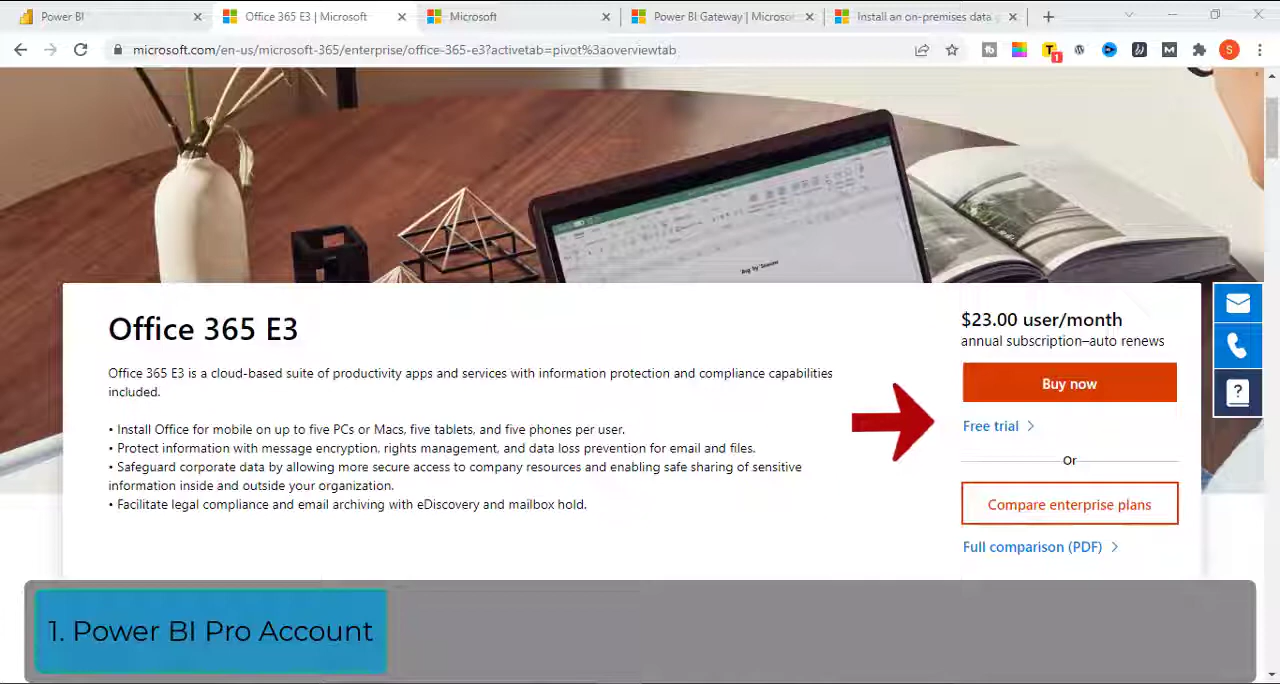 Power BI
Office 365 E3 | Microsoft
Microsoft
Power BI Gateway | Microso
Install an on-premises data g
microsoft.com/en-us/microsoft-365/enterprise/office-365-e3?activetab=pivot%3aoverviewtab
Office 365 E3
Office 365 E3 is a cloud-based suite of productivity apps and services with information protection and compliance capabilities
included.
• Install Office for mobile on up to five PCs or Macs, five tablets, and five phones per user.
• Protect information with message encryption, rights management, and data loss prevention for email and files.
• Safeguard corporate data by allowing more secure access to company resources and enabling safe sharing of sensitive
information inside and outside your organization.
• Facilitate legal compliance and email archiving with eDiscovery and mailbox hold.
$23.00 user/month
annual subscription–auto renews
Buy now
Free trial
Or
Compare enterprise plans
Full comparison (PDF)
1. Power BI Pro Account